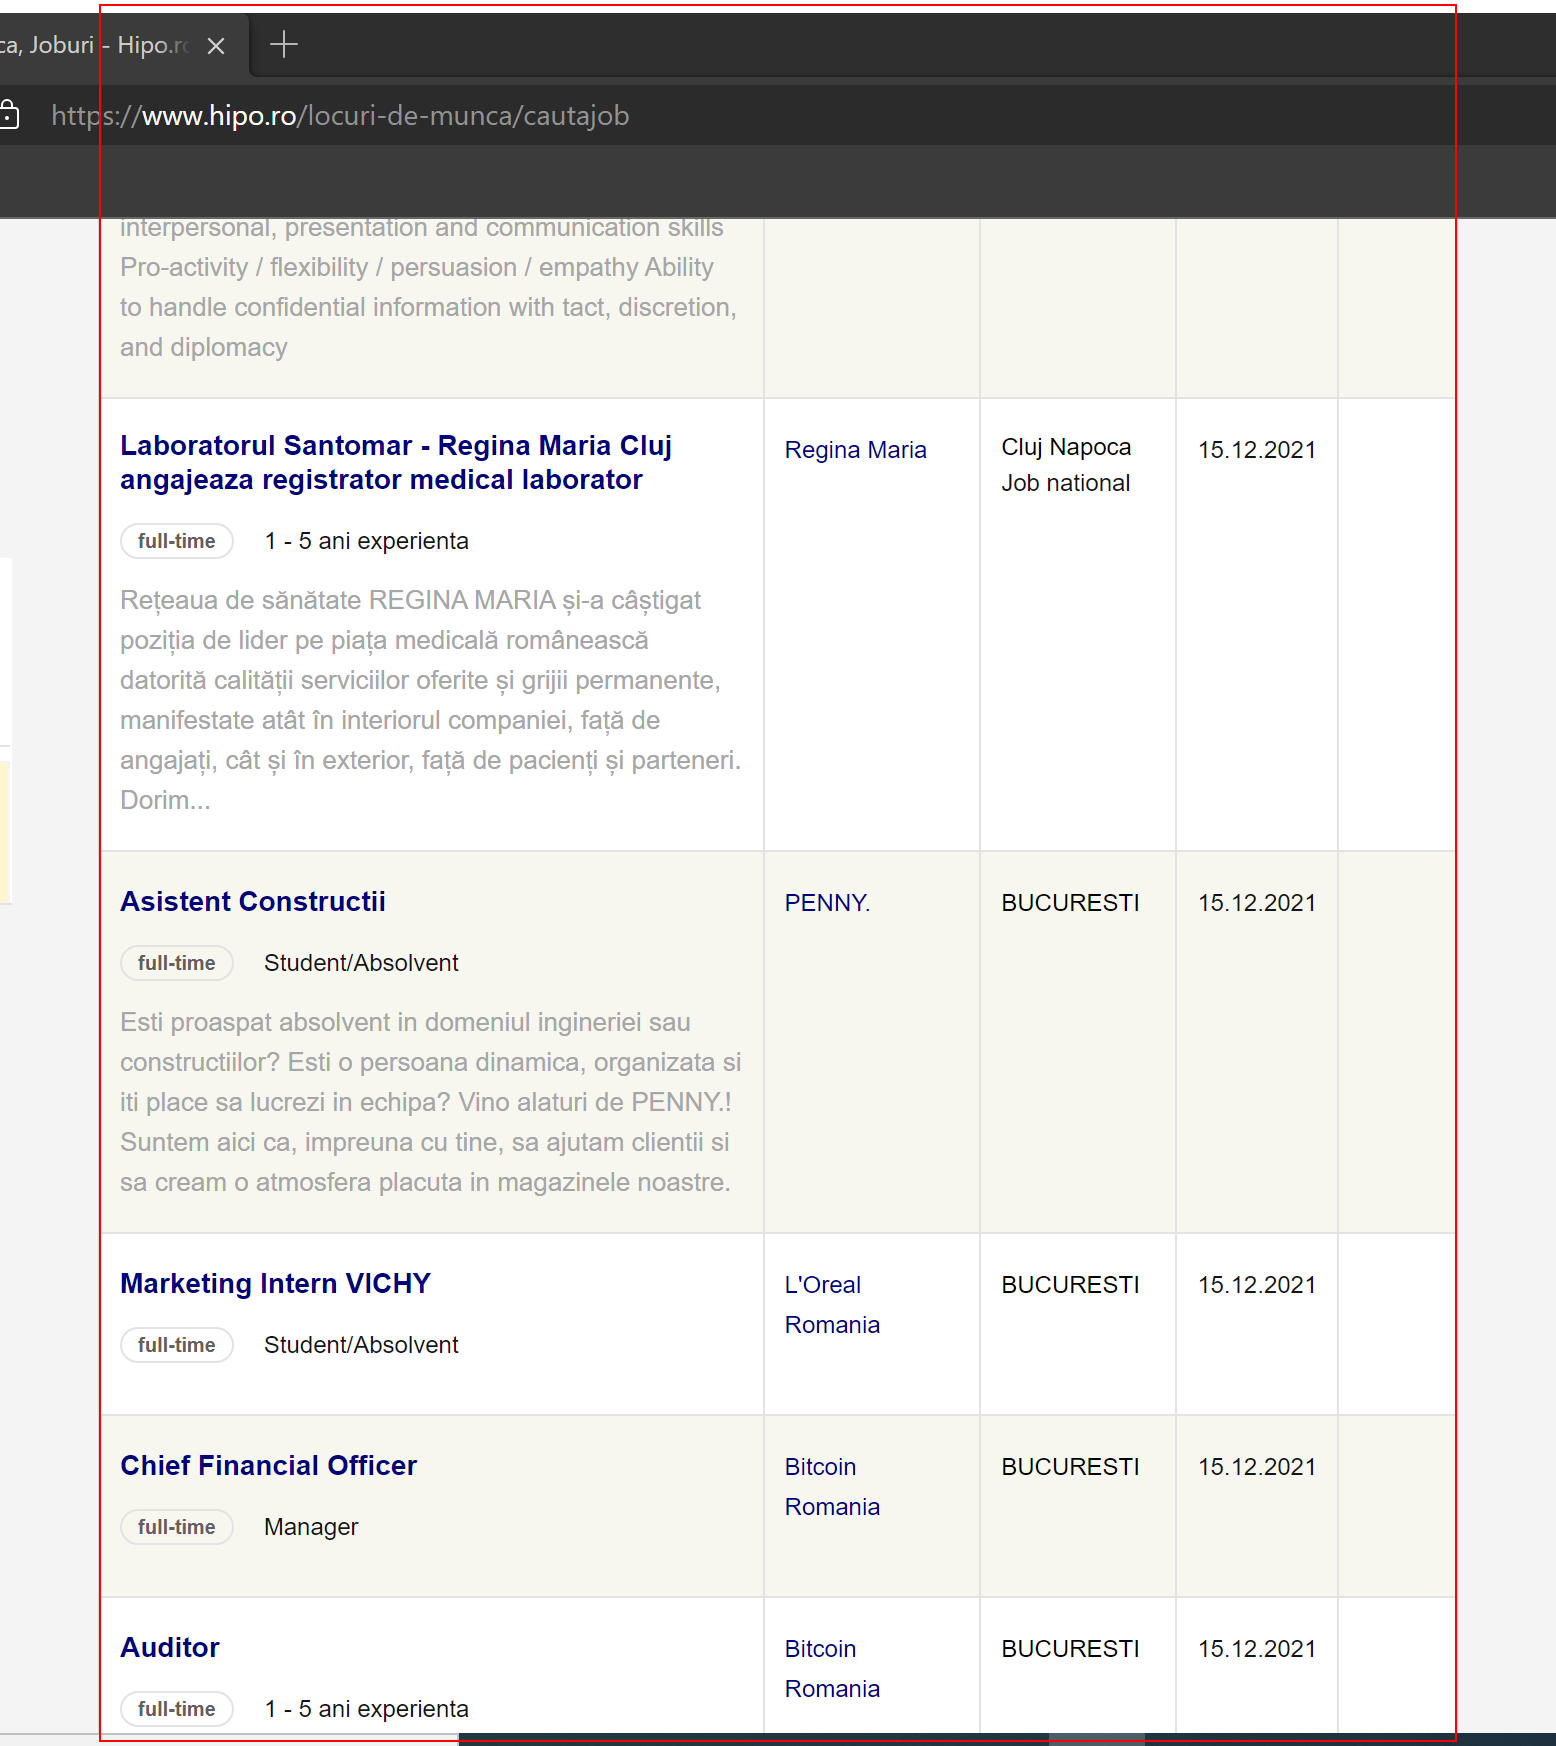 ca, Joburi - Hipo.ro
https://www.hipo.ro/locuri-de-munca/cautajob
interpersonal, presentation and communication skills
Pro-activity / flexibility / persuasion / empathy Ability
to handle confidential information with tact, discretion,
and diplomacy
Laboratorul Santomar - Regina Maria Cluj
angajeaza registrator medical laborator
full-time 1 - 5 ani experienta
Rețeaua de sănătate REGINA MARIA și-a câștigat
poziția de lider pe piața medicală românească
datorită calității serviciilor oferite și grijii permanente,
manifestate atât în interiorul companiei, față de
angajați, cât și în exterior, față de pacienți și parteneri.
Dorim...
Regina Maria
Cluj Napoca
Job national
15.12.2021
Asistent Constructii
full-time Student/Absolvent
Esti proaspat absolvent in domeniul ingineriei sau
constructiilor? Esti o persoana dinamica, organizata si
iti place sa lucrezi in echipa? Vino alaturi de PENNY.!
Suntem aici ca, impreuna cu tine, sa ajutam clientii si
sa cream o atmosfera placuta in magazinele noastre.
PENNY.
BUCURESTI
15.12.2021
Marketing Intern VICHY
full-time Student/Absolvent
L'Oreal
Romania
BUCURESTI
15.12.2021
Chief Financial Officer
full-time Manager
Bitcoin
Romania
BUCURESTI
15.12.2021
Auditor
full-time 1 - 5 ani experienta
Bitcoin
Romania
BUCURESTI
15.12.2021